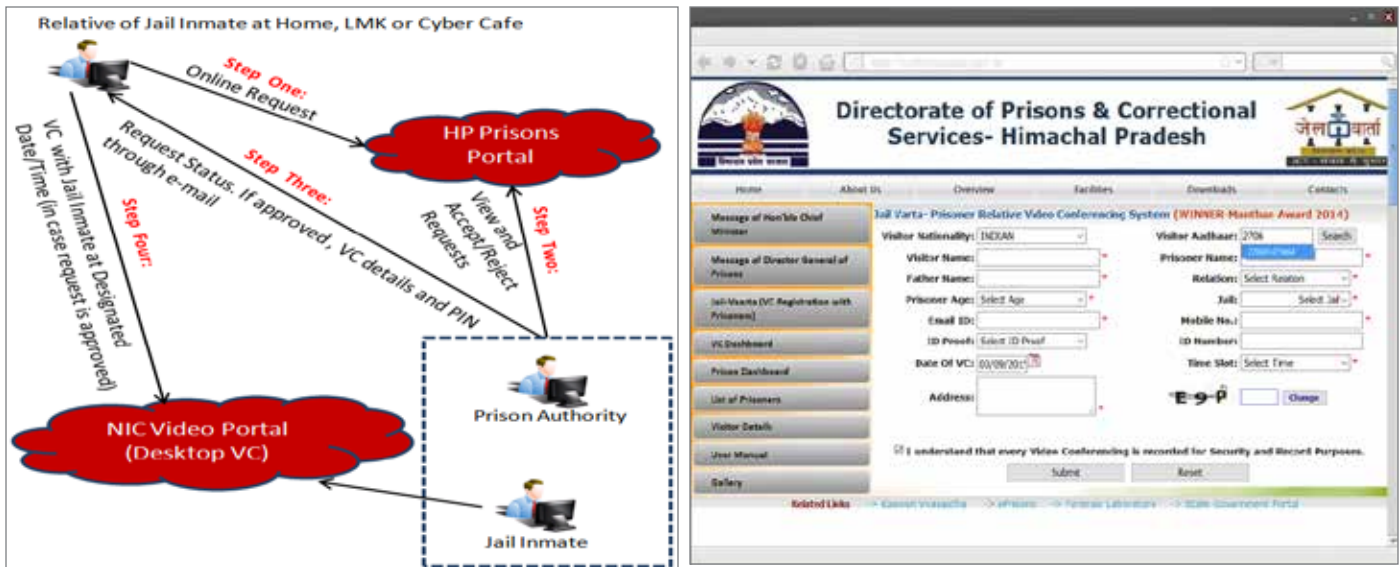 Relative of Jail Inmate at Home, LMK or Cyber Cafe
Step One:
Online Request
HP Prisons
Portal
Step Two:
View and
Accept/Reject
Requests
Step Three:
Request Status. If approved, VC details and PIN
through e-mail
Step Four:
VC with Jail Inmate at Designated
Date/Time (in case request is approved)
NIC Video Portal
(Desktop VC)
Prison Authority
Jail Inmate
Directorate of Prisons & Correctional
Services- Himachal Pradesh
जेल वार्ता
Home About Us Overview Facilities Downloads Contacts
Message of Hon'ble Chief
Minister
Message of Director General of
Prisons
Jail-Vaarta (VC Registration with
Prisoners)
VC Dashboard
Prison Dashboard
List of Prisoners
Visitor Details
User Manual
Gallery
Jail Varta- Prisoner Relative Video Conferencing System (WINNER Manthan Award 2014)
Visitor Nationality: INDIAN Visitor Aadhaar: 2706 Search
Visitor Name: * Prisoner Name: *
Father Name: * Relation: Select Relation *
Prisoner Age: Select Age * Jail: Select Jail *
Email ID: * Mobile No.: *
ID Proof: Select ID Proof ID Number:
Date Of VC: Time Slot: Select Time *
Address: * E-9-P Change
I understand that every Video Conferencing is recorded for Security and Record Purposes.
Submit Reset
Related Links -> ePrisons -> Forensic Laboratory -> State Government Portal